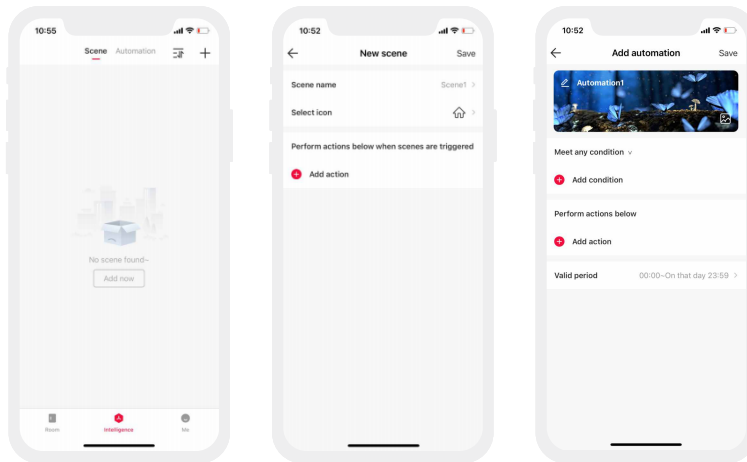 10:55
Scene Automation
No scene found~
Add now
Room
Intelligence
Me
10:52
New scene
Save
Scene name
Scene1 >
Select icon
>
Perform actions below when scenes are triggered
Add action
10:52
Add automation
Save
Automation1
Meet any condition
Add condition
Perform actions below
Add action
Valid period
00:00~On that day 23:59 >